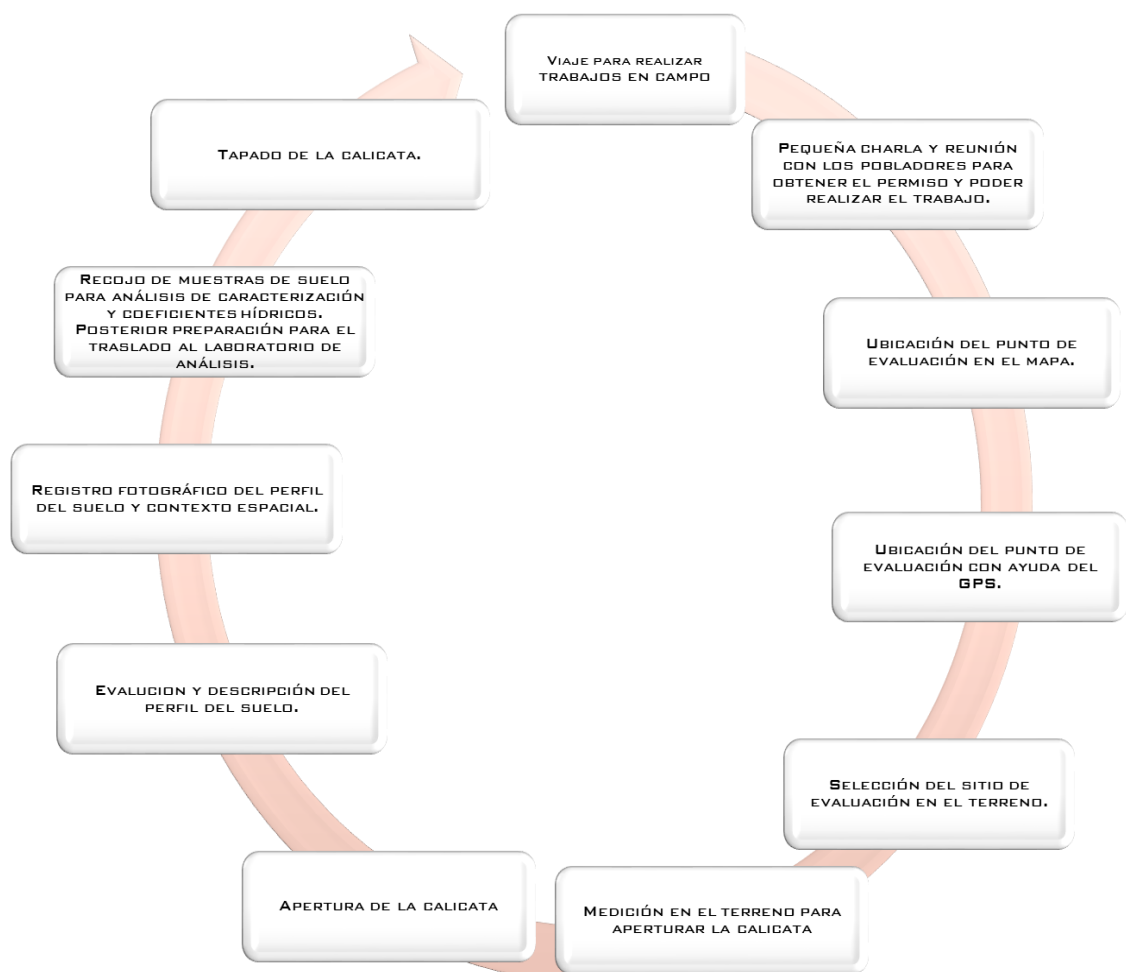 Viaje para realizar
trabajos en campo
Pequeña charla y reunión
con los pobladores para
obtener el permiso y poder
realizar el trabajo.
Ubicación del punto de
evaluación en el mapa.
Ubicación del punto de
evaluación con ayuda del
GPS.
Selección del sitio de
evaluación en el terreno.
Medición en el terreno para
aperturar la calicata
Apertura de la calicata
Evalucion y descripción del
perfil del suelo.
Registro fotográfico del perfil
del suelo y contexto espacial.
Recojo de muestras de suelo
para análisis de caracterización
y coeficientes hídricos.
Posterior preparación para el
traslado al laboratorio de
análisis.
Tapado de la calicata.